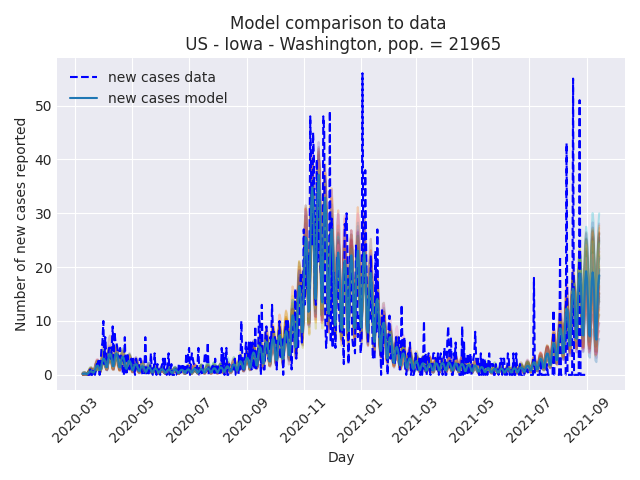 Model comparison to data
US - Iowa - Washington, pop. = 21965
new cases data
new cases model
Number of new cases reported
50
40
30
20
10
0
2020-03
2020-05
2020-07
2020-09
2020-11
2021-01
2021-03
2021-05
2021-07
2021-09
Day